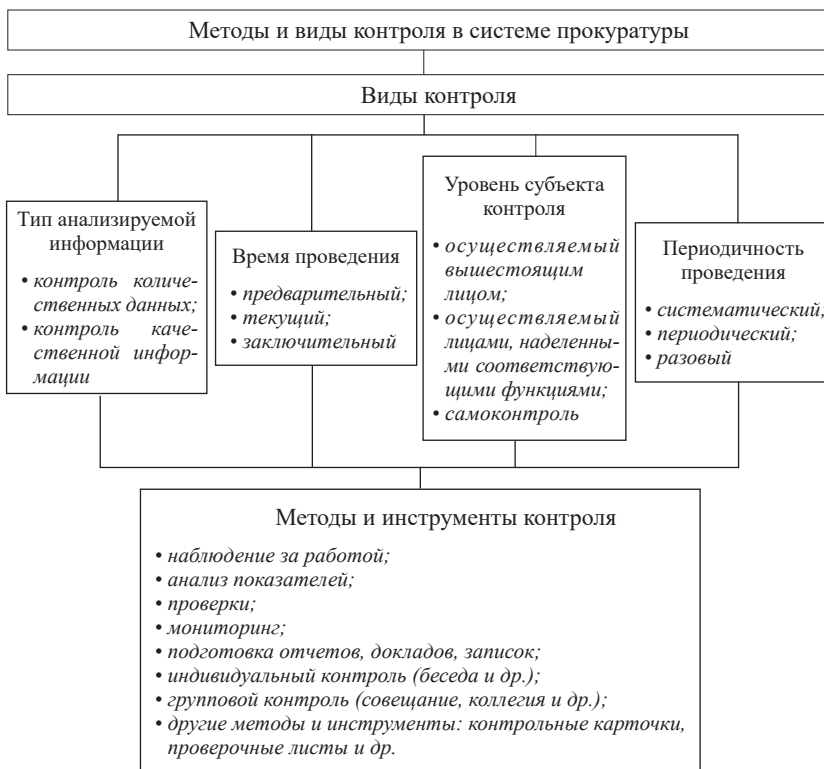 Методы и виды контроля в системе прокуратуры
Виды контроля
Тип анализируемой
информации
• контроль количе-
ственных данных;
• контроль каче-
ственной инфор-
мации
Время проведения
• предварительный;
• текущий;
• заключительный
Уровень субъекта
контроля
• осуществляемый
вышестоящим
лицом;
• осуществляемый
лицами, наделенны-
ми соответствую-
щими функциями;
• самоконтроль
Периодичность
проведения
• систематический;
• периодический;
• разовый
Методы и инструменты контроля
• наблюдение за работой;
• анализ показателей;
• проверки;
• мониторинг;
• подготовка отчетов, докладов, записок;
• индивидуальный контроль (беседа и др.);
• групповой контроль (совещание, коллегия и др.);
• другие методы и инструменты: контрольные карточки,
проверочные листы и др.